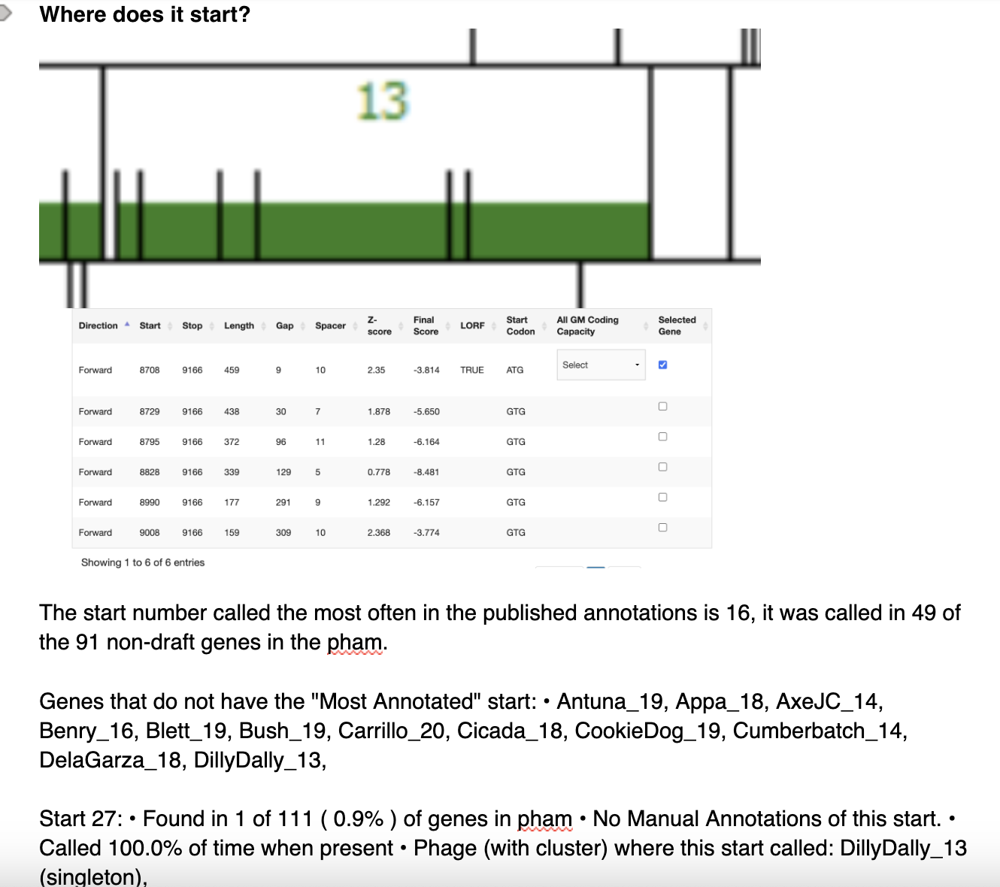 Where does it start?
13
Direction Start Stop Length Gap Spacer Z-score Final Score LORF Start Codon All GM Coding Capacity Selected Gene
Forward 8708 9166 459 9 10 2.35 -3.814 TRUE ATG Select
Forward 8729 9166 438 30 7 1.878 -5.650 GTG
Forward 8795 9166 372 96 11 1.28 -6.164 GTG
Forward 8828 9166 339 129 5 0.778 -8.481 GTG
Forward 8990 9166 177 291 9 1.292 -6.157 GTG
Forward 9008 9166 159 309 10 2.368 -3.774 GTG
Showing 1 to 6 of 6 entries
The start number called the most often in the published annotations is 16, it was called in 49 of
the 91 non-draft genes in the pham.
Genes that do not have the "Most Annotated" start: • Antuna_19, Appa_18, AxeJC_14,
Benry_16, Blett_19, Bush_19, Carrillo_20, Cicada_18, CookieDog_19, Cumberbatch_14,
DelaGarza_18, DillyDally_13,
Start 27: • Found in 1 of 111 ( 0.9% ) of genes in pham • No Manual Annotations of this start. •
Called 100.0% of time when present • Phage (with cluster) where this start called: DillyDally_13
(singleton),